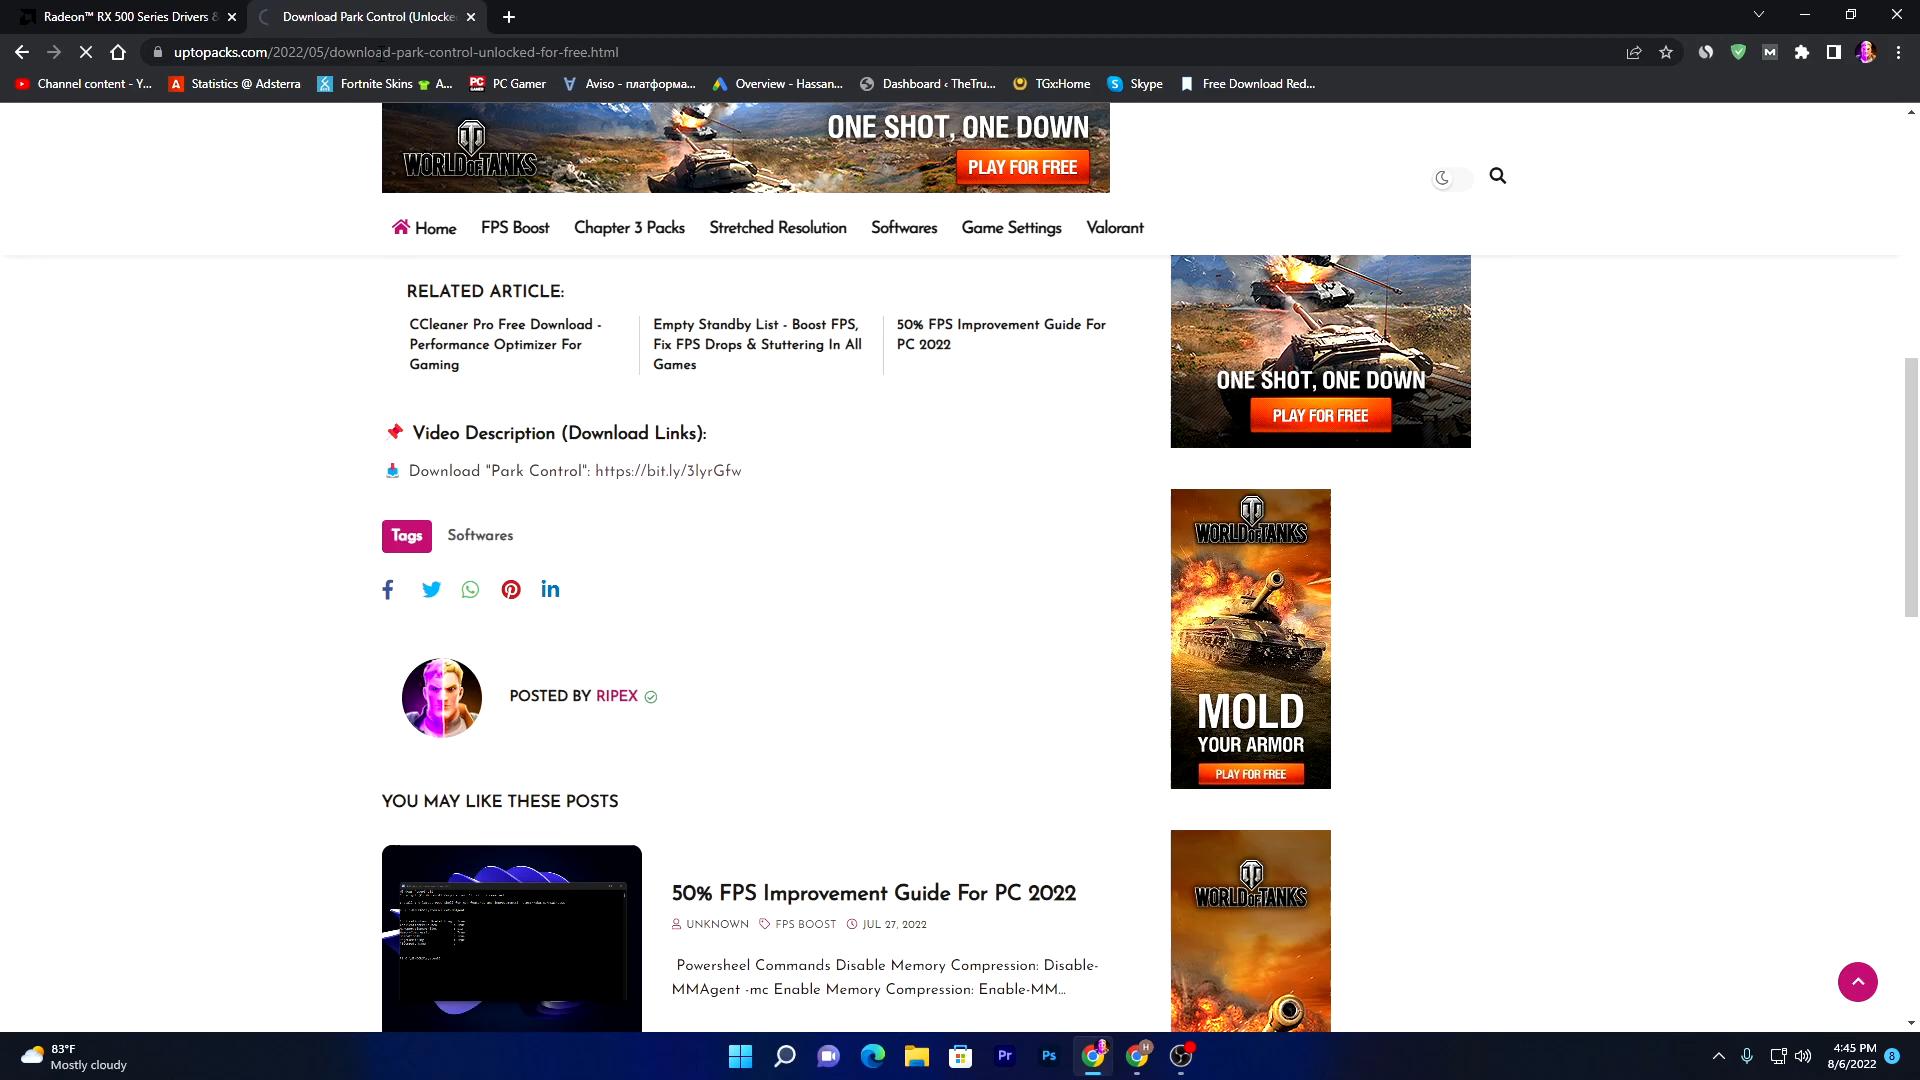 Radeon™ RX 500 Series Drivers &
Download Park Control (Unlocked
uptopacks.com/2022/05/download-park-control-unlocked-for-free.html
Channel content - Y...
Statistics @ Adsterra
Fortnite Skins 👕 A...
PC Gamer
Aviso - платформа...
Overview - Hassan...
Dashboard ‹ TheTru...
TGx:Home
Skype
Free Download Red...
WORLD OF TANKS
ONE SHOT, ONE DOWN
PLAY FOR FREE
Home
FPS Boost
Chapter 3 Packs
Stretched Resolution
Softwares
Game Settings
Valorant
RELATED ARTICLE:
CCleaner Pro Free Download -
Performance Optimizer For
Gaming
Empty Standby List - Boost FPS,
Fix FPS Drops & Stuttering In All
Games
50% FPS Improvement Guide For
PC 2022
ONE SHOT, ONE DOWN
PLAY FOR FREE
📌 Video Description (Download Links):
Download "Park Control": https://bit.ly/3lyrGfw
Tags
Softwares
POSTED BY RIPEX
WORLD OF TANKS
MOLD
YOUR ARMOR
PLAY FOR FREE
YOU MAY LIKE THESE POSTS
50% FPS Improvement Guide For PC 2022
UNKNOWN
FPS BOOST
JUL 27, 2022
Powersheel Commands Disable Memory Compression: Disable-
MMAgent -mc Enable Memory Compression: Enable-MM...
WORLD OF TANKS
83°F
Mostly cloudy
Pr
Ps
H
4:45 PM
8/6/2022
8